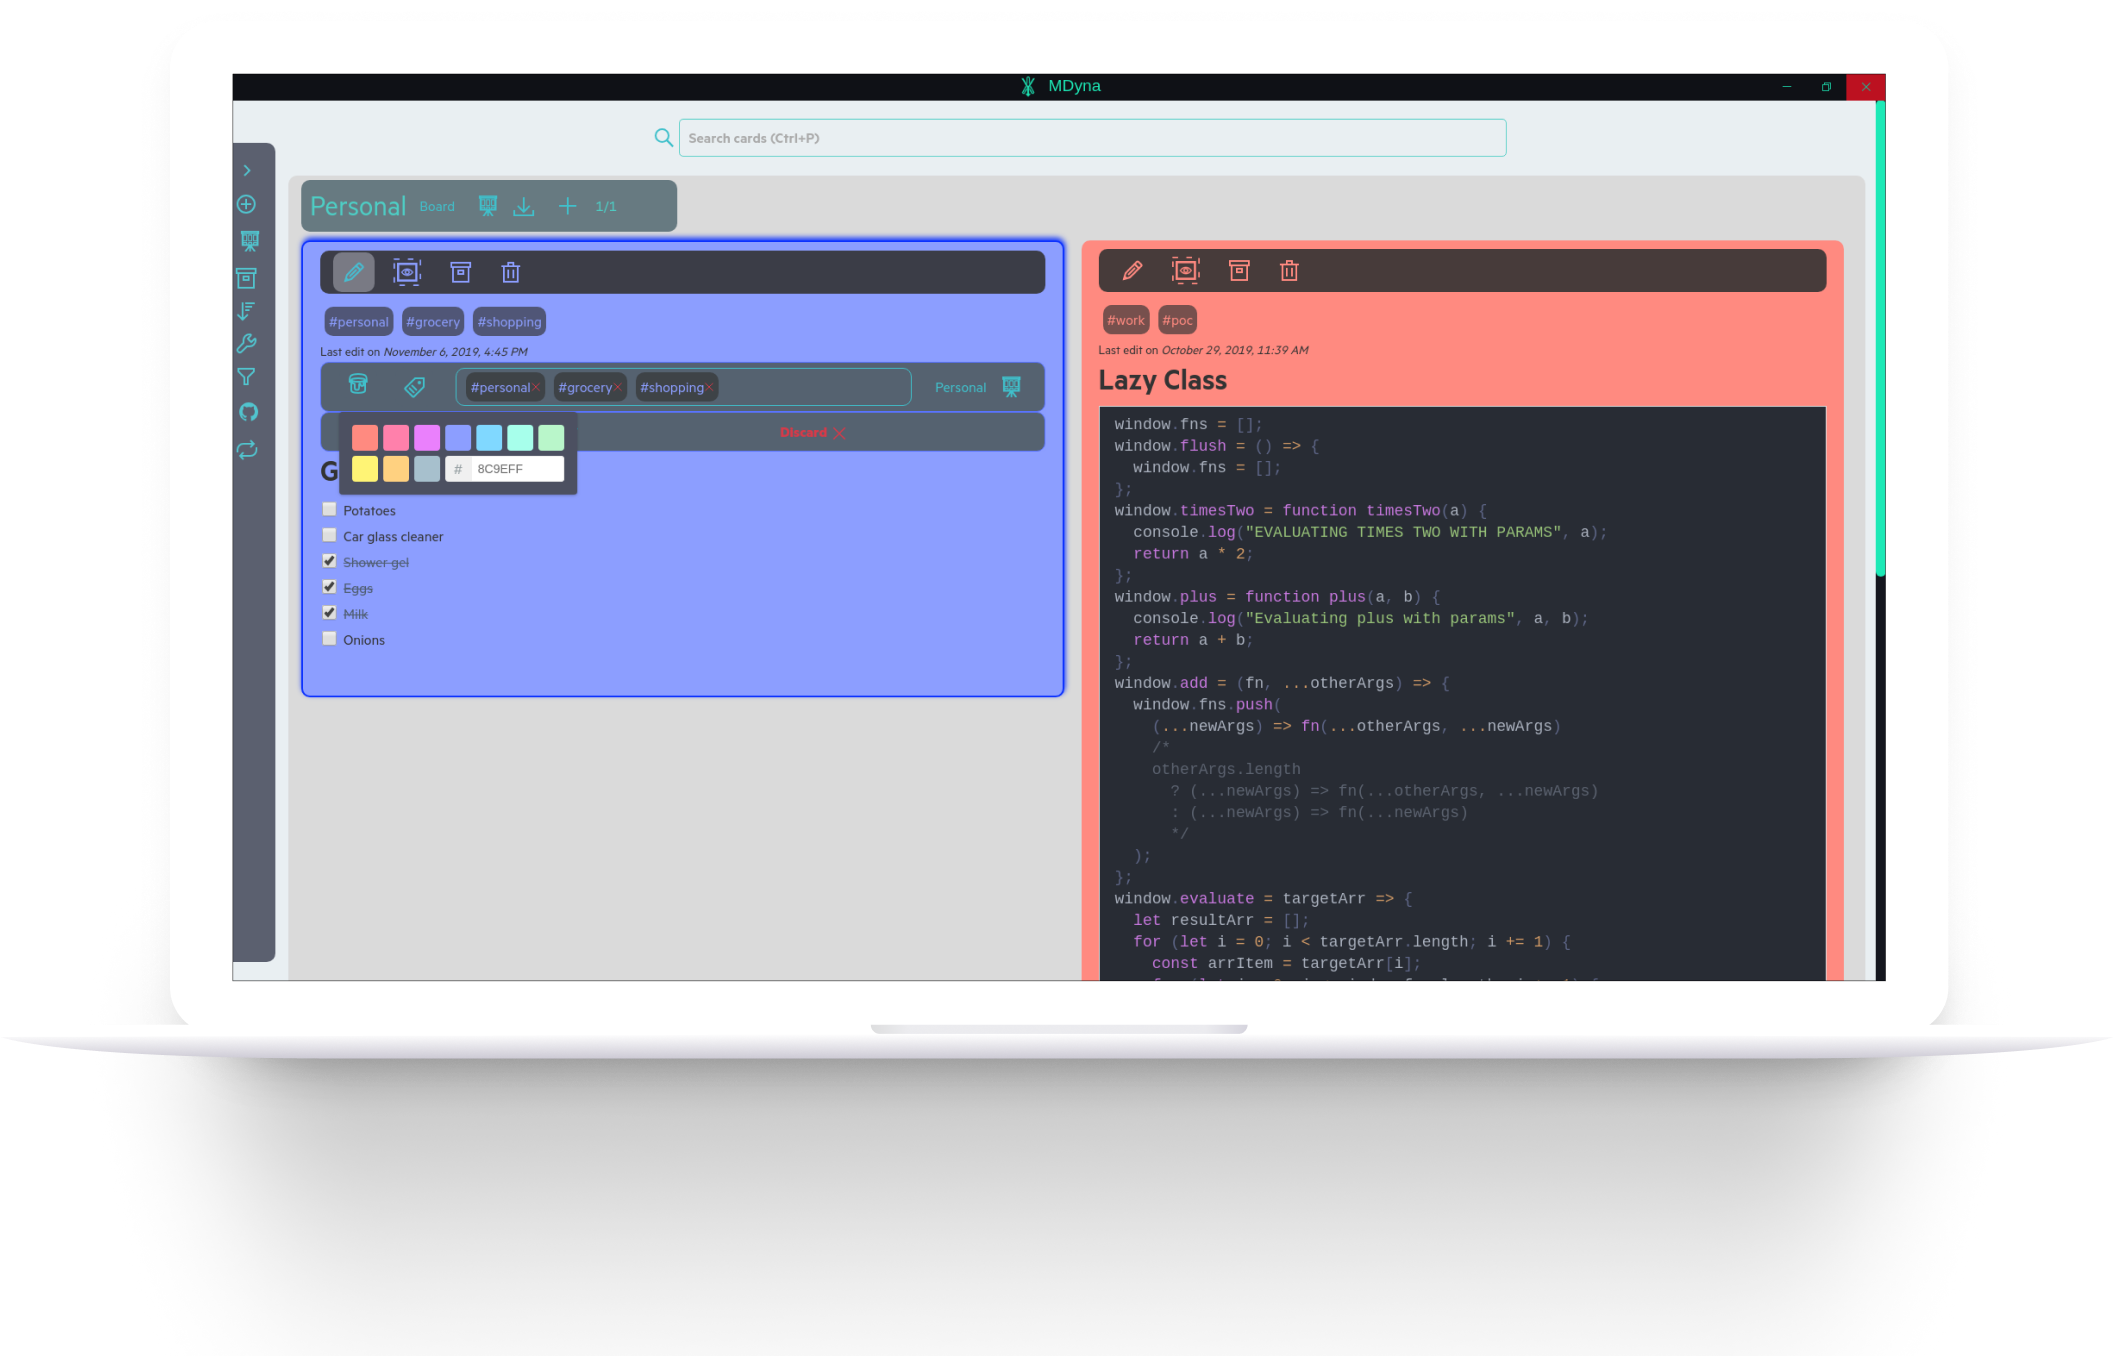 MDyna
Search cards (Ctrl+P)
Personal Board 1/1
#personal #grocery #shopping
Last edit on November 6, 2019, 4:45 PM
#personal #grocery #shopping Personal
Discard
# 8C9EFF
G
Potatoes
Car glass cleaner
Shower gel
Eggs
Milk
Onions
#work #poc
Last edit on October 29, 2019, 11:39 AM
Lazy Class
window.fns = [];
window.flush = () => {
  window.fns = [];
};
window.timesTwo = function timesTwo(a) {
  console.log("EVALUATING TIMES TWO WITH PARAMS", a);
  return a * 2;
};
window.plus = function plus(a, b) {
  console.log("Evaluating plus with params", a, b);
  return a + b;
};
window.add = (fn, ...otherArgs) => {
  window.fns.push(
    (...newArgs) => fn(...otherArgs, ...newArgs)
    /*
    otherArgs.length
      ? (...newArgs) => fn(...otherArgs, ...newArgs)
      : (...newArgs) => fn(...newArgs)
      */
  );
};
window.evaluate = targetArr => {
  let resultArr = [];
  for (let i = 0; i < targetArr.length; i += 1) {
    const arrItem = targetArr[i];